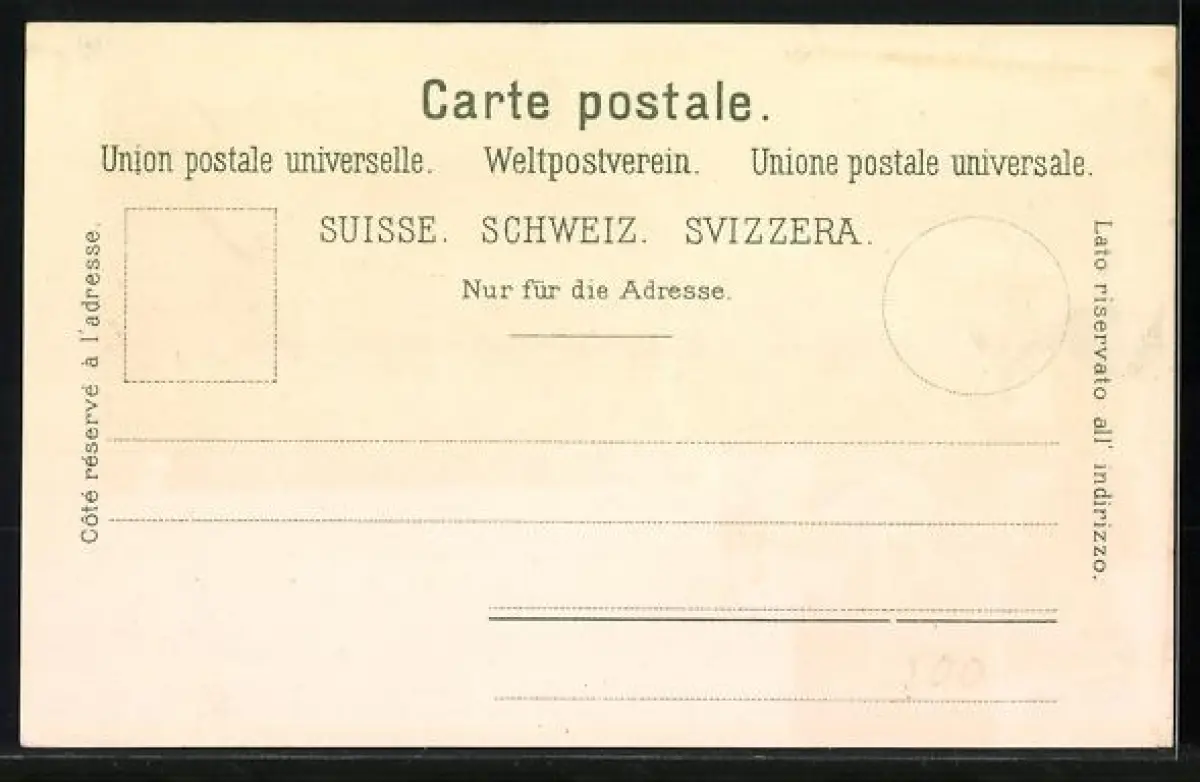 Carte postale.
Union postale universelle. Weltpostverein. Unione postale universale.
SUISSE. SCHWEIZ. SVIZZERA.
Nur für die Adresse.
Côté réservé à l'adresse.
Lato riservato all' indirizzo.